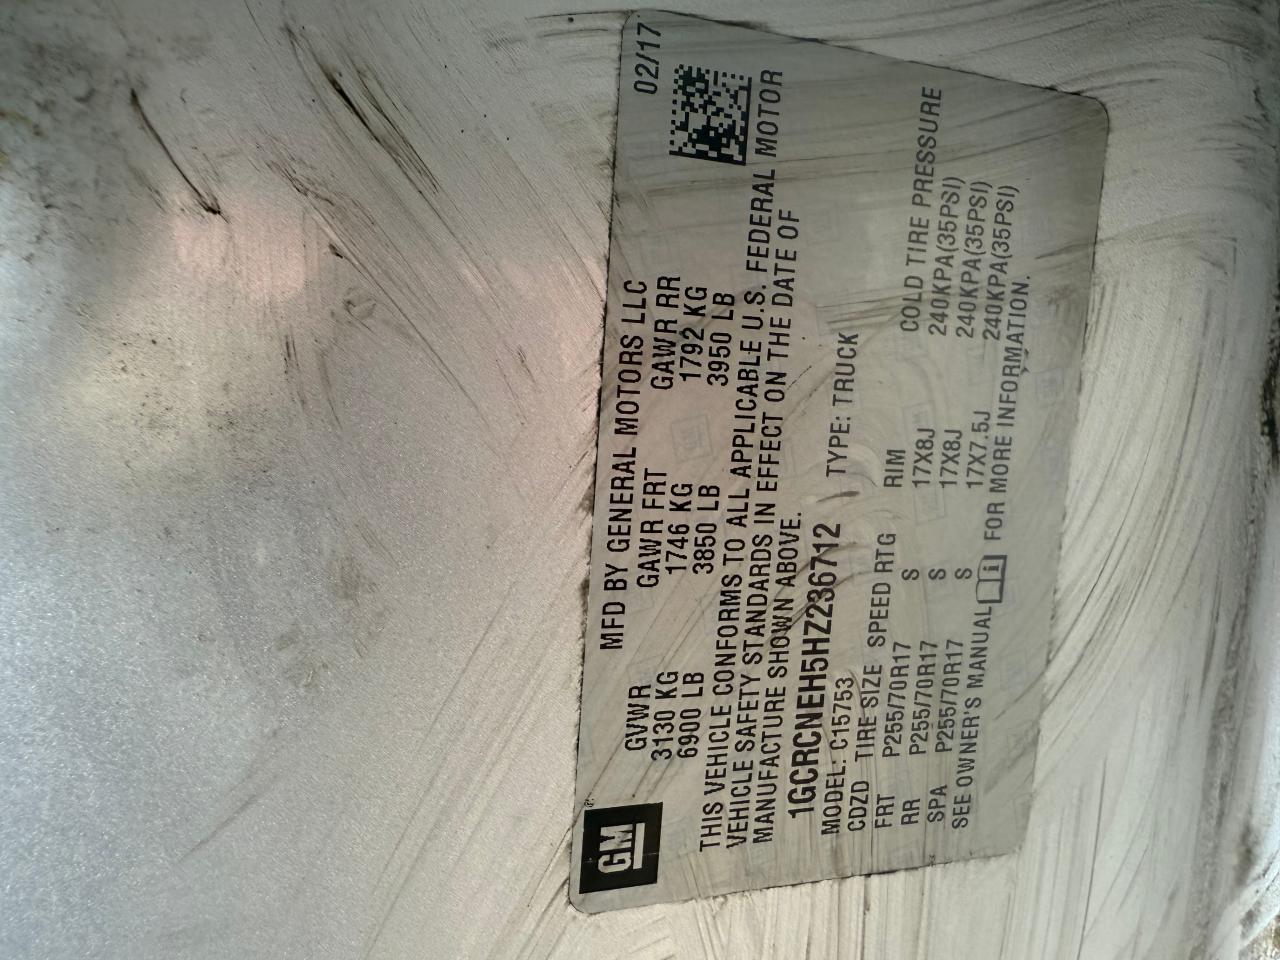 GM ®
MFD BY GENERAL MOTORS LLC 02/17
GVWR GAWR FRT GAWR RR
3130 KG 1746 KG 1792 KG
6900 LB 3850 LB 3950 LB
THIS VEHICLE CONFORMS TO ALL APPLICABLE U.S. FEDERAL MOTOR
VEHICLE SAFETY STANDARDS IN EFFECT ON THE DATE OF
MANUFACTURE SHOWN ABOVE.
1GCRCNEH5HZ236712 TYPE: TRUCK
MODEL: C15753
CDZD TIRE SIZE SPEED RTG RIM COLD TIRE PRESSURE
FRT P255/70R17 S 17X8J 240KPA(35PSI)
RR P255/70R17 S 17X8J 240KPA(35PSI)
SPA P255/70R17 S 17X7.5J 240KPA(35PSI)
SEE OWNER'S MANUAL i FOR MORE INFORMATION.